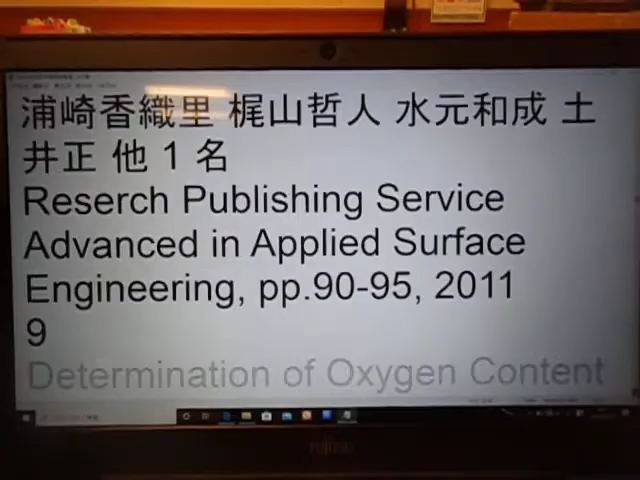 浦崎香織里 梶山哲人 水元和成 土
井正 他 1 名
Reserch Publishing Service
Advanced in Applied Surface
Engineering, pp.90-95, 2011
9
Determination of Oxygen Content
FUJITSU